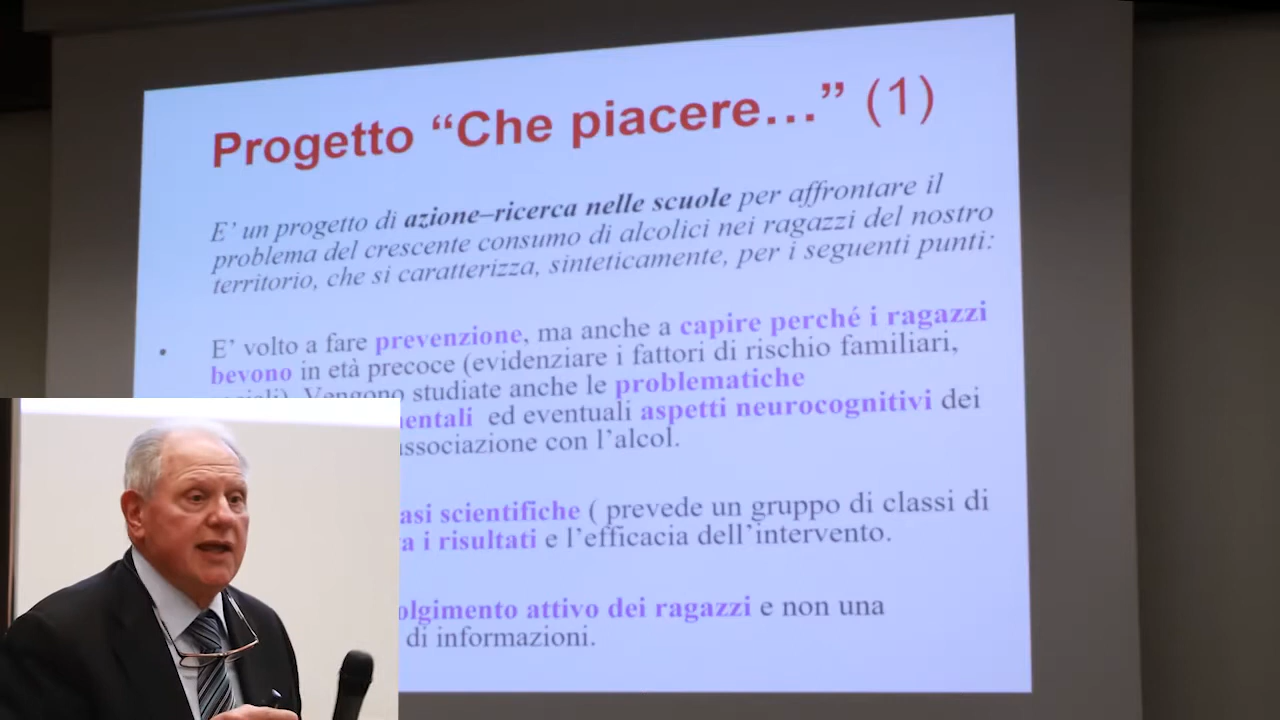 Progetto “Che piacere…” (1)
E’ un progetto di azione–ricerca nelle scuole per affrontare il
problema del crescente consumo di alcolici nei ragazzi del nostro
territorio, che si caratterizza, sinteticamente, per i seguenti punti:
• E’ volto a fare prevenzione, ma anche a capire perché i ragazzi
bevono in età precoce (evidenziare i fattori di rischio familiari,
Vengono studiate anche le problematiche
ed eventuali aspetti neurocognitivi dei
associazione con l’alcol.
scientifiche ( prevede un gruppo di classi di
i risultati e l’efficacia dell’intervento.
attivo dei ragazzi e non una
di informazioni.